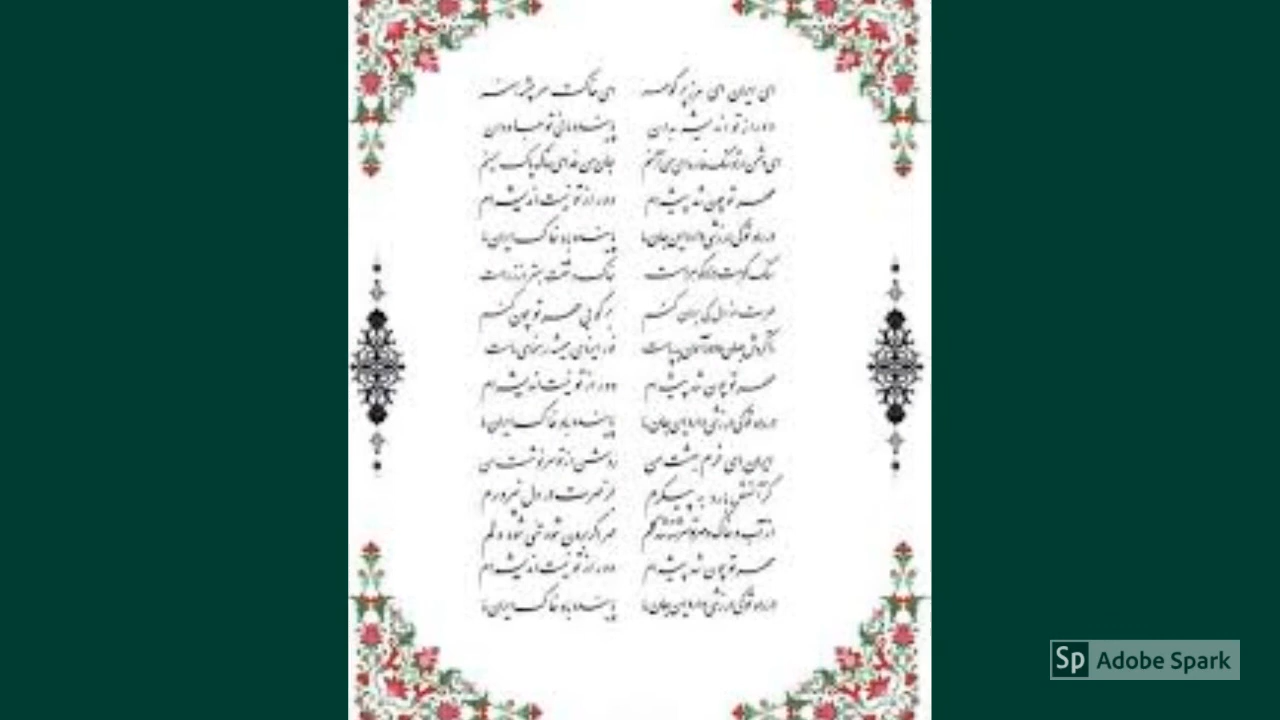 ای ایران ای مرز پر گهر ای خاکت سرچشمه هنر
دور از تو اندیشه بدان پاینده مانی تو جاودان
ای دشمن ار تو سنگ خاره‌ای من آهنم جان من فدای خاک پاک میهنم
مهر تو چون شد پیشه‌ام دور از تو نیست اندیشه‌ام
در راه تو کی ارزشی دارد این جان ما پاینده باد خاک ایران ما
سنگ کوهت در و گوهر است خاک دشتت بهتر از زر است
مهرت از دل کی برون کنم برگو بی مهر تو چون کنم
تا گردش جهان و دور آسمان بپاست نور ایزدی همیشه رهنمای ماست
مهر تو چون شد پیشه‌ام دور از تو نیست اندیشه‌ام
در راه تو کی ارزشی دارد این جان ما پاینده باد خاک ایران ما
ایران ای خرم بهشت من روشن از تو سرنوشت من
گر آتش بارد به پیکرم جز مهرت در دل نپرورم
از آب و خاک و مهر تو سرشته شد گلم مهر اگر برون شود تهی شود دلم
مهر تو چون شد پیشه‌ام دور از تو نیست اندیشه‌ام
در راه تو کی ارزشی دارد این جان ما پاینده باد خاک ایران ما
Sp Adobe Spark